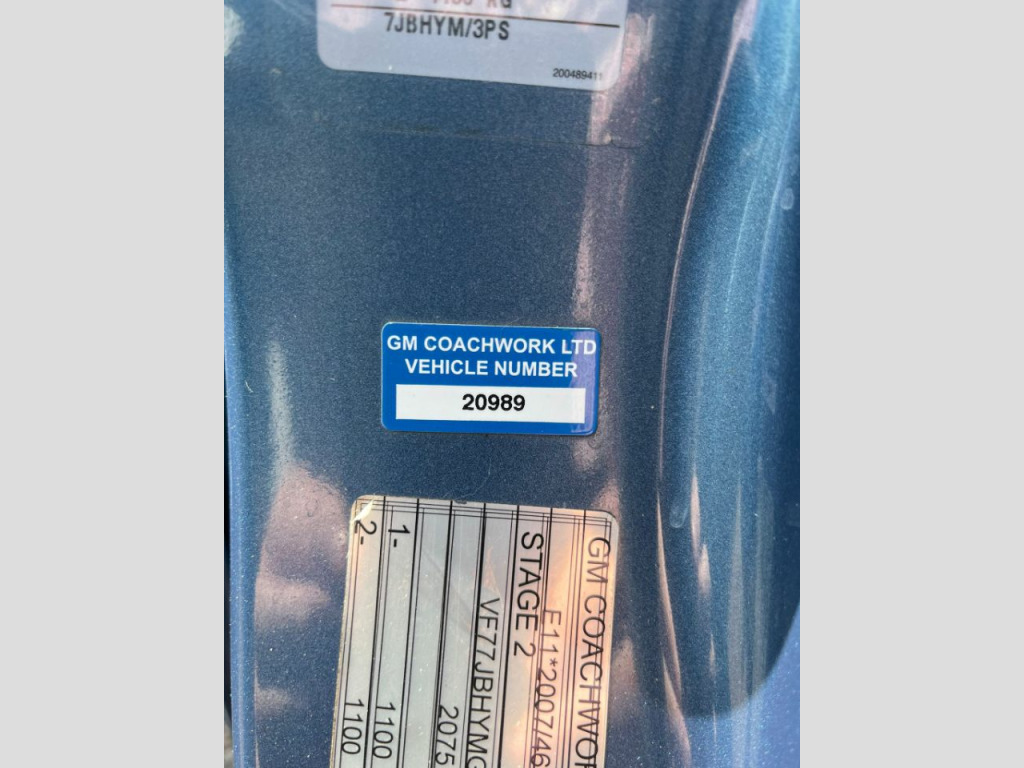 7JBHYM/3PS
200489411
GM COACHWORK LTD
VEHICLE NUMBER
20989
GM COACHWOR
E11*2007/46
STAGE 2
VF77JBHYM
2075
1- 1100
2- 1100